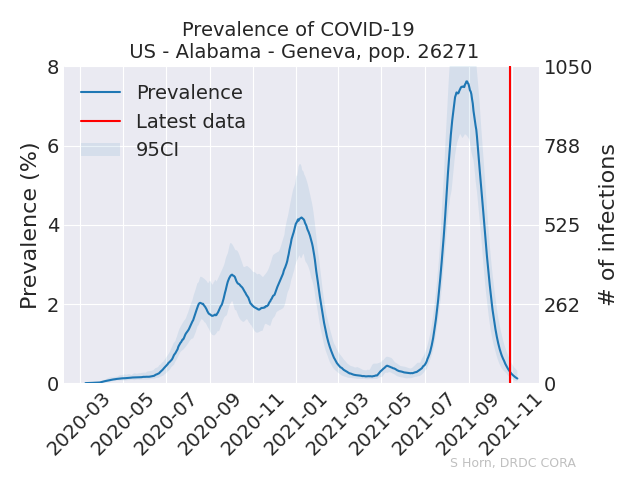 Prevalence of COVID-19
US - Alabama - Geneva, pop. 26271
Prevalence (%)
8
6
4
2
0
Prevalence
Latest data
95CI
1050
788
525
262
0
# of infections
2020-03
2020-05
2020-07
2020-09
2020-11
2021-01
2021-03
2021-05
2021-07
2021-09
2021-11
S Horn, DRDC CORA